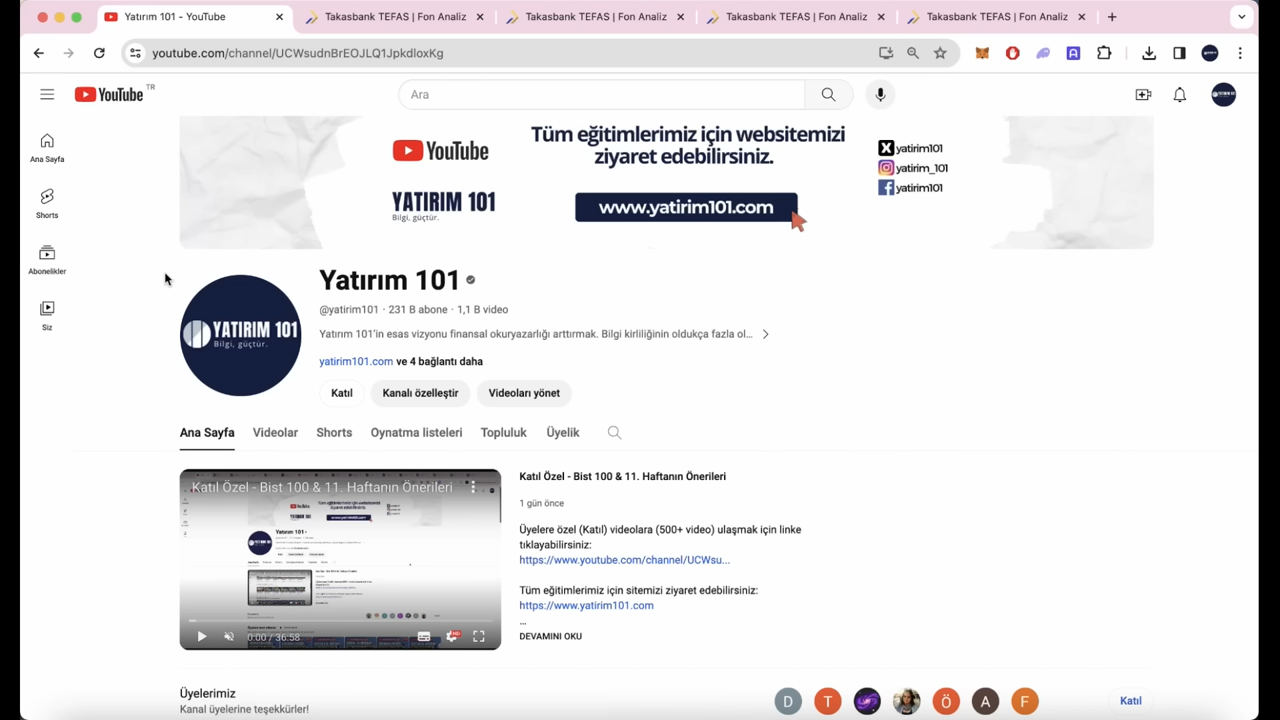 Yatırım 101 - YouTube
Takasbank TEFAS | Fon Analiz
Takasbank TEFAS | Fon Analiz
Takasbank TEFAS | Fon Analiz
Takasbank TEFAS | Fon Analiz
youtube.com/channel/UCWsudnBrEOJLQ1JpkdloxKg
YouTube TR
Ara
Ana Sayfa
Shorts
Abonelikler
Siz
YouTube
YATIRIM 101
Bilgi, güçtür.
Tüm eğitimlerimiz için websitemizi
ziyaret edebilirsiniz.
www.yatirim101.com
yatirim101
yatirim_101
yatirim101
YATIRIM 101
Bilgi, güçtür.
Yatırım 101
@yatirim101 · 231 B abone · 1,1 B video
Yatırım 101'in esas vizyonu finansal okuryazarlığı arttırmak. Bilgi kirliliğinin oldukça fazla ol...
yatirim101.com ve 4 bağlantı daha
Katıl
Kanalı özelleştir
Videoları yönet
Ana Sayfa
Videolar
Shorts
Oynatma listeleri
Topluluk
Üyelik
Katıl Özel - Bist 100 & 11. Haftanın Önerileri
0:00 / 36:58
Katıl Özel - Bist 100 & 11. Haftanın Önerileri
1 gün önce
Üyelere özel (Katıl) videolara (500+ video) ulaşmak için linke
tıklayabilirsiniz:
https://www.youtube.com/channel/UCWsu...
Tüm eğitimlerimiz için sitemizi ziyaret edebilirsiniz:
https://www.yatirim101.com
...
DEVAMINI OKU
Üyelerimiz
Kanal üyelerine teşekkürler!
D
T
Ö
A
F
Katıl